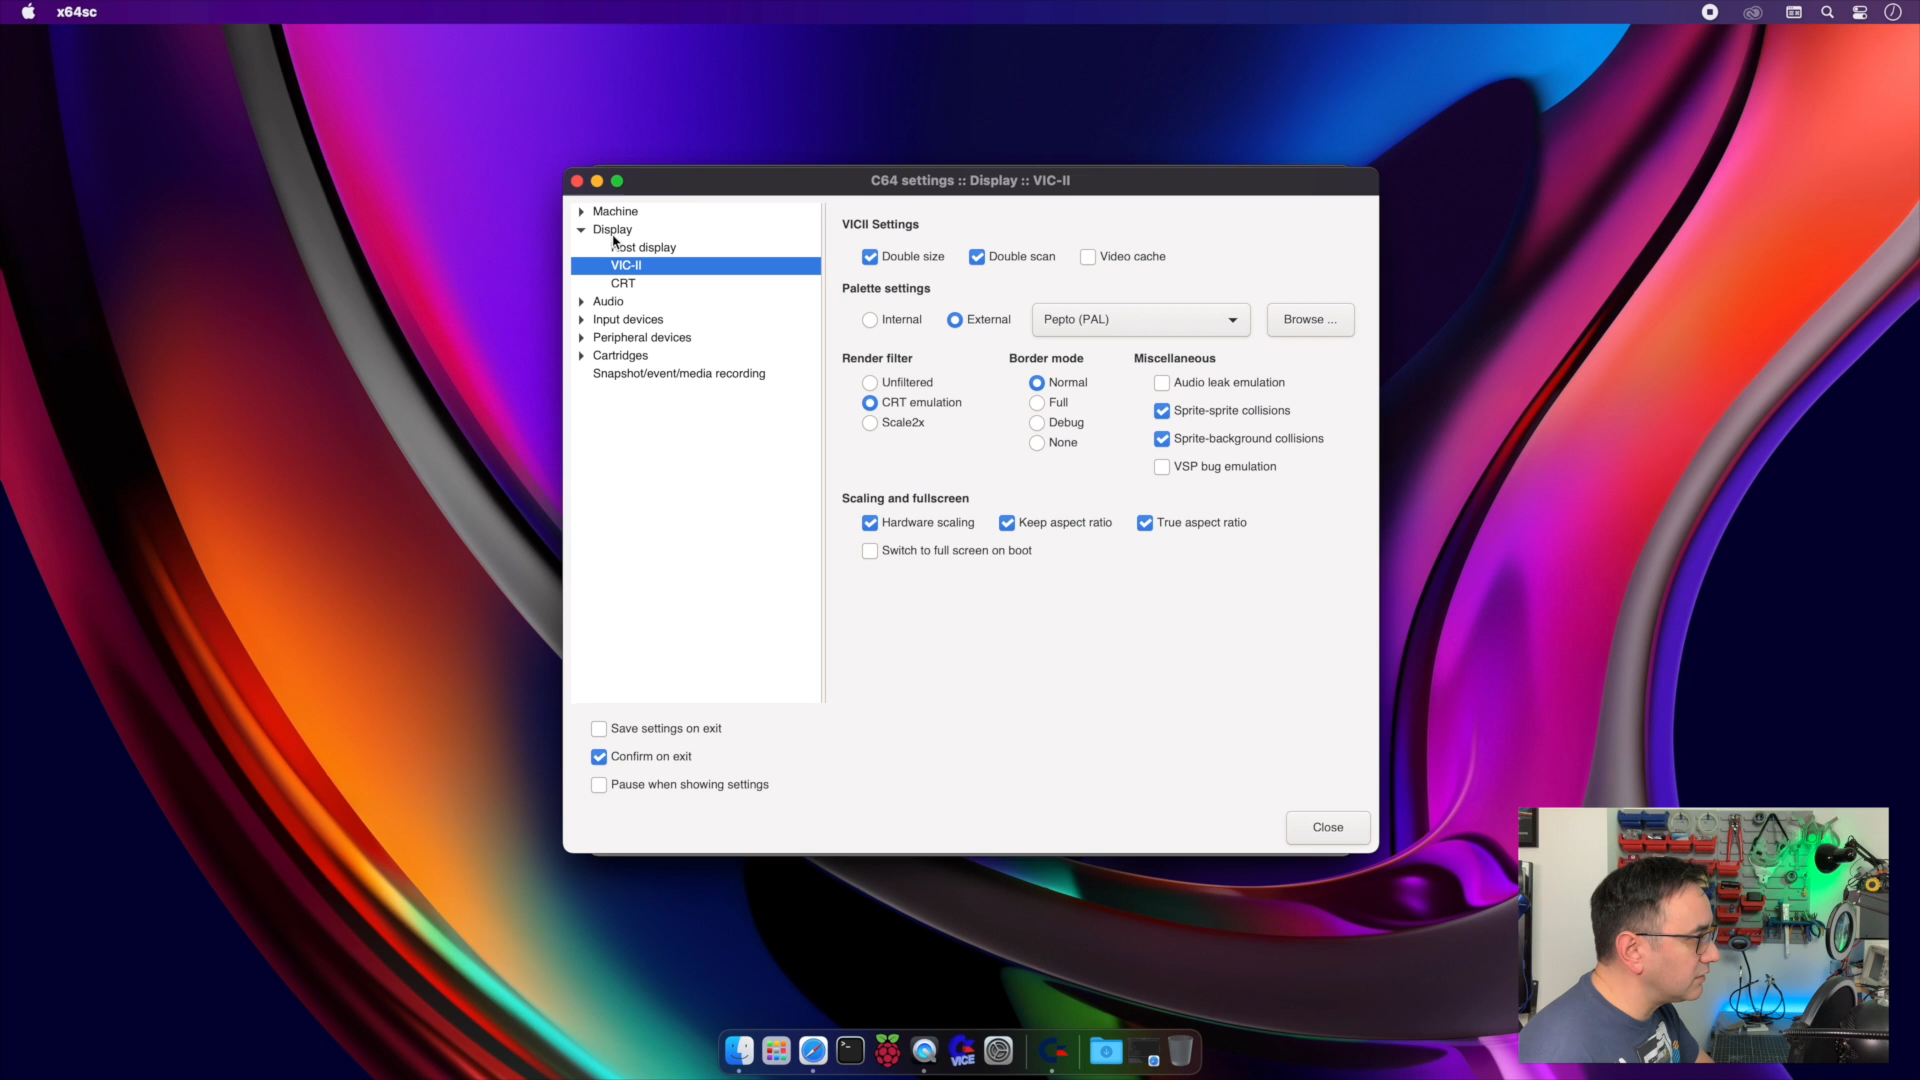 x64sc
C64 settings :: Display :: VIC-II
Machine
Display
ost display
VIC-II
CRT
Audio
Input devices
Peripheral devices
Cartridges
Snapshot/event/media recording
VICII Settings
Double size Double scan Video cache
Palette settings
Internal External Pepto (PAL) Browse ...
Render filter
Unfiltered
CRT emulation
Scale2x
Border mode
Normal
Full
Debug
None
Miscellaneous
Audio leak emulation
Sprite-sprite collisions
Sprite-background collisions
VSP bug emulation
Scaling and fullscreen
Hardware scaling Keep aspect ratio True aspect ratio
Switch to full screen on boot
Save settings on exit
Confirm on exit
Pause when showing settings
Close
VICE